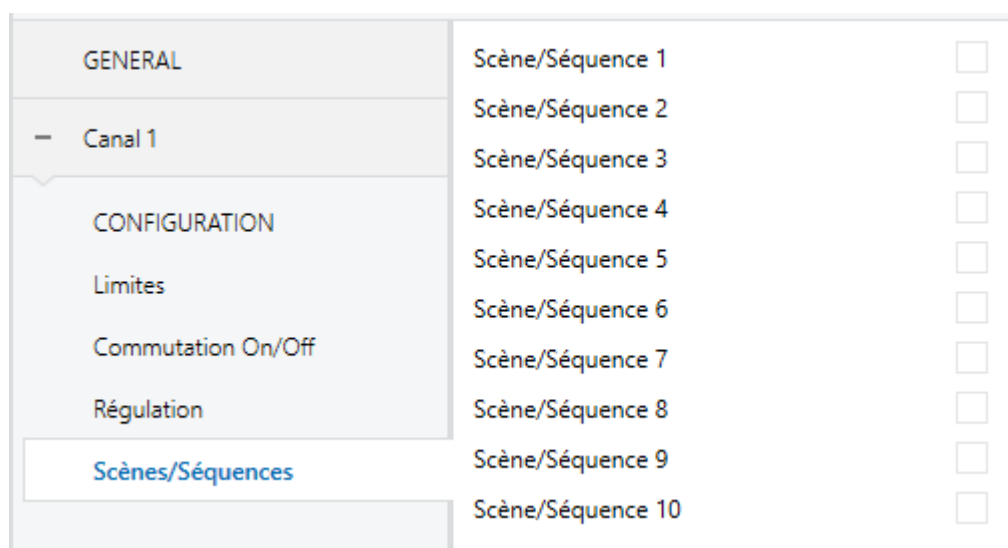 GENERAL
Canal 1
CONFIGURATION
Limites
Commutation On/Off
Régulation
Scènes/Séquences
Scène/Séquence 1
Scène/Séquence 2
Scène/Séquence 3
Scène/Séquence 4
Scène/Séquence 5
Scène/Séquence 6
Scène/Séquence 7
Scène/Séquence 8
Scène/Séquence 9
Scène/Séquence 10